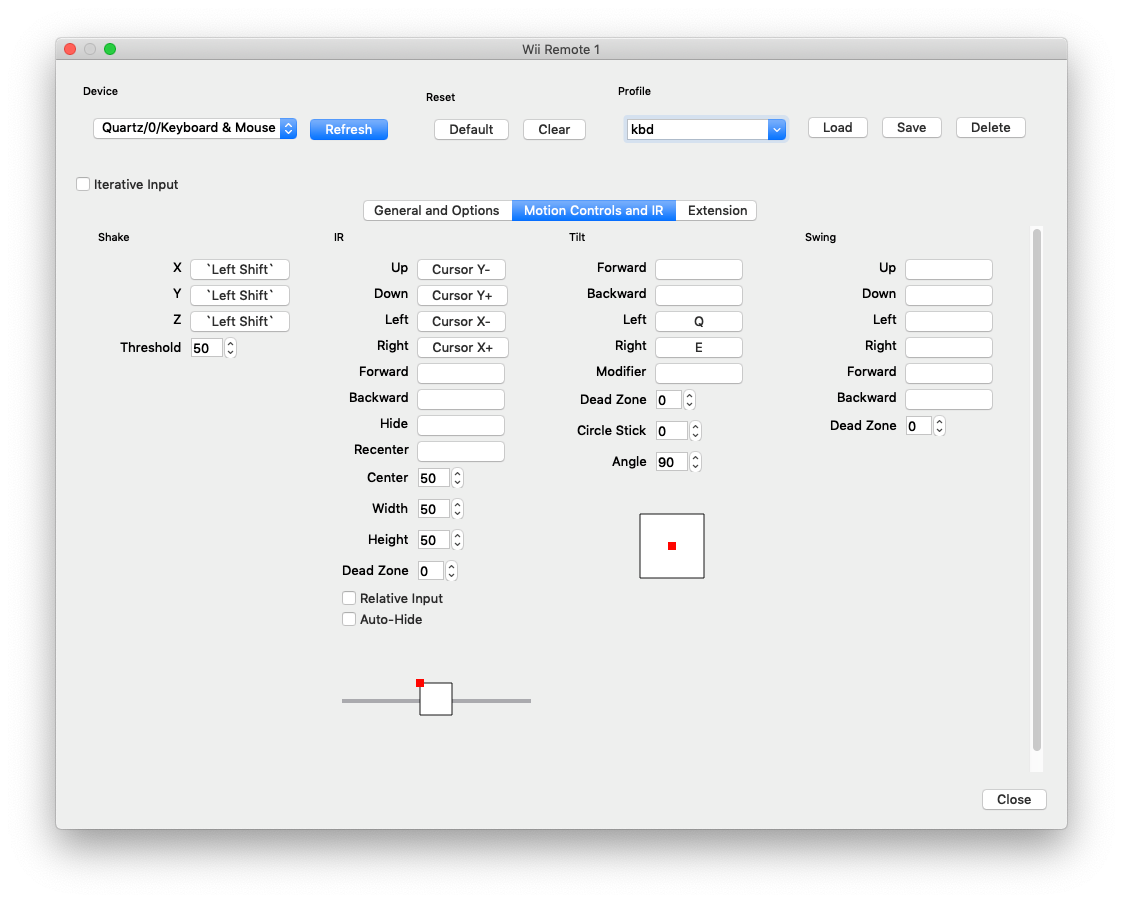 Wii Remote 1
Device
Reset
Profile
Quartz/0/Keyboard & Mouse
Refresh
Default
Clear
kbd
Load
Save
Delete
Iterative Input
General and Options
Motion Controls and IR
Extension
Shake
X `Left Shift`
Y `Left Shift`
Z `Left Shift`
Threshold 50
IR
Up Cursor Y-
Down Cursor Y+
Left Cursor X-
Right Cursor X+
Forward
Backward
Hide
Recenter
Center 50
Width 50
Height 50
Dead Zone 0
Relative Input
Auto-Hide
Tilt
Forward
Backward
Left Q
Right E
Modifier
Dead Zone 0
Circle Stick 0
Angle 90
Swing
Up
Down
Left
Right
Forward
Backward
Dead Zone 0
Close